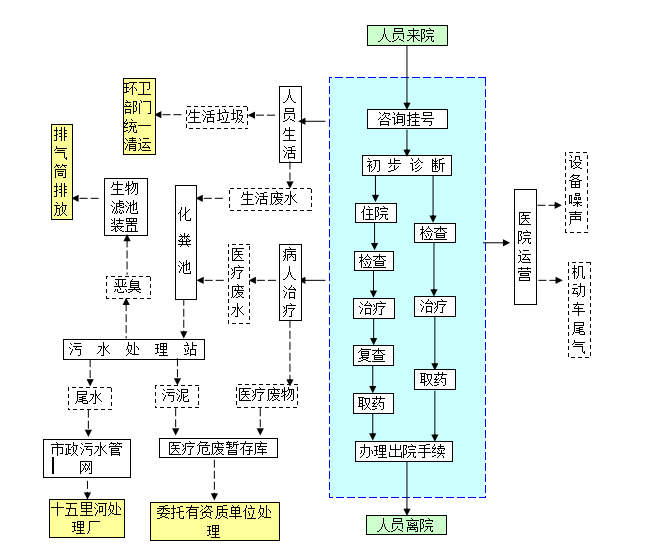 人员来院
环卫
部门
统一
清运
生活垃圾
人员生活
咨询挂号
排气筒排放
生物
滤池
装置
化粪池
生活废水
初步诊断
住院
检查
医院运营
设备噪声
检查
医疗废水
病人治疗
恶臭
治疗
治疗
机动车尾气
污水处理站
复查
取药
尾水
污泥
医疗废物
取药
市政污水管
网
医疗危废暂存库
办理出院手续
十五里河处
理厂
委托有资质单位处
理
人员离院